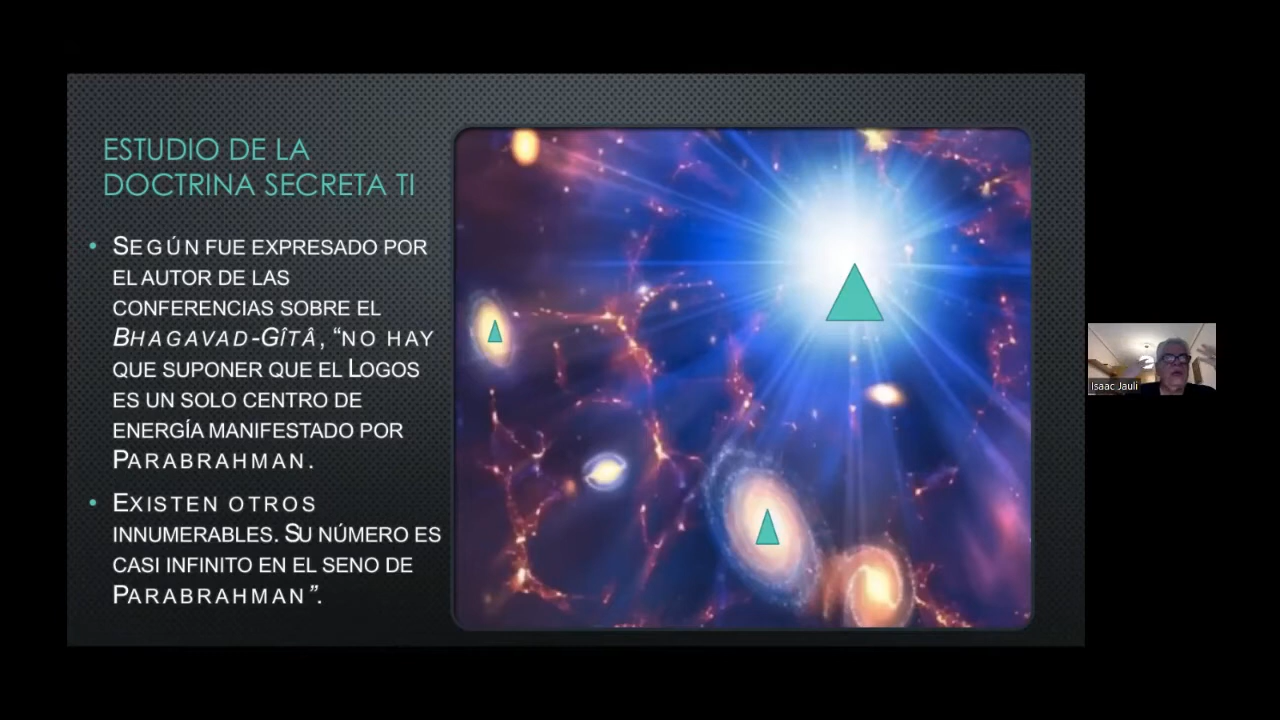 ESTUDIO DE LA
DOCTRINA SECRETA TI
• SEGÚN FUE EXPRESADO POR
EL AUTOR DE LAS
CONFERENCIAS SOBRE EL
BHAGAVAD-GÎTÂ, “NO HAY
QUE SUPONER QUE EL LOGOS
ES UN SOLO CENTRO DE
ENERGÍA MANIFESTADO POR
PARABRAHMAN.
• EXISTEN OTROS
INNUMERABLES. SU NÚMERO ES
CASI INFINITO EN EL SENO DE
PARABRAHMAN”.
Isaac Jauli